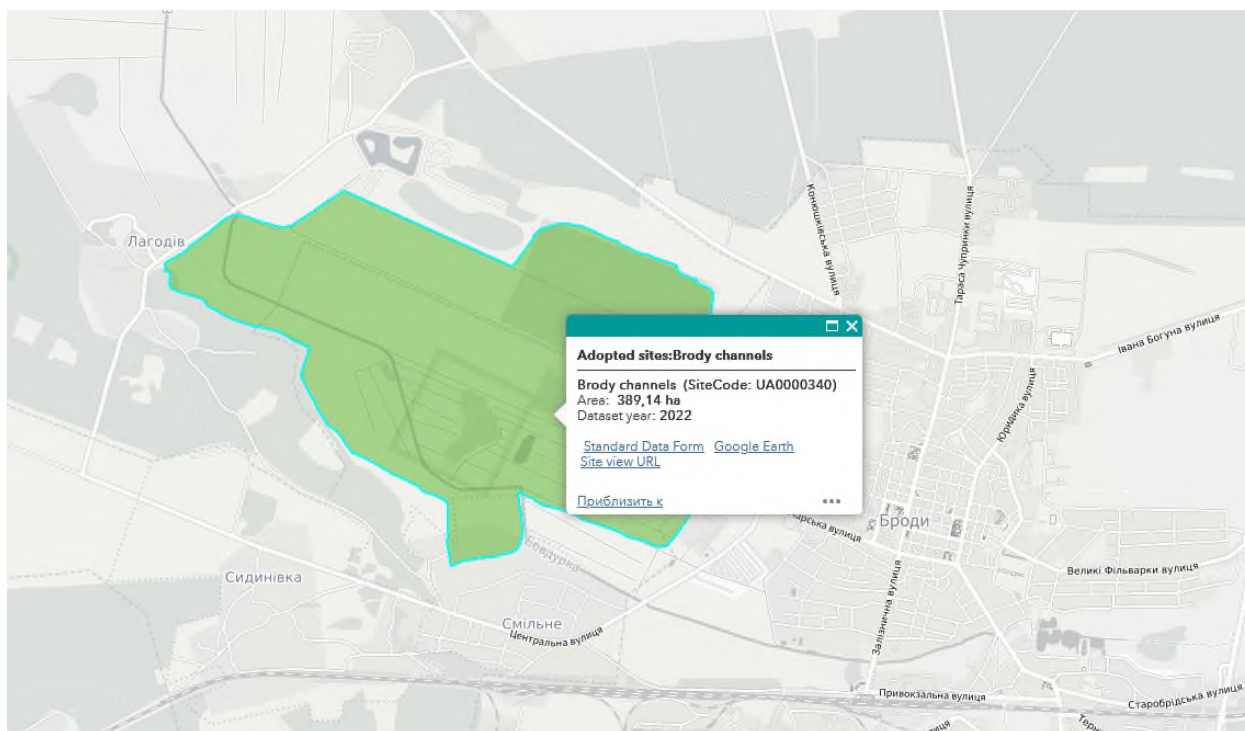 Лагодів
Конюшківська вулиця
Тараса Чупринки вулиця
Івана Богуна вулиця
Юридика вулиця
Adopted sites:Brody channels
Brody channels (SiteCode: UA0000340)
Area: 389,14 ha
Dataset year: 2022
Standard Data Form Google Earth
Site view URL
Приблизить к
Броди
вулиця
Великі Фільварки вулиця
Сидинівка
Смільне
Центральна вулиця
Залізнична вулиця
Привокзальна вулиця
Старобрідська вулиця